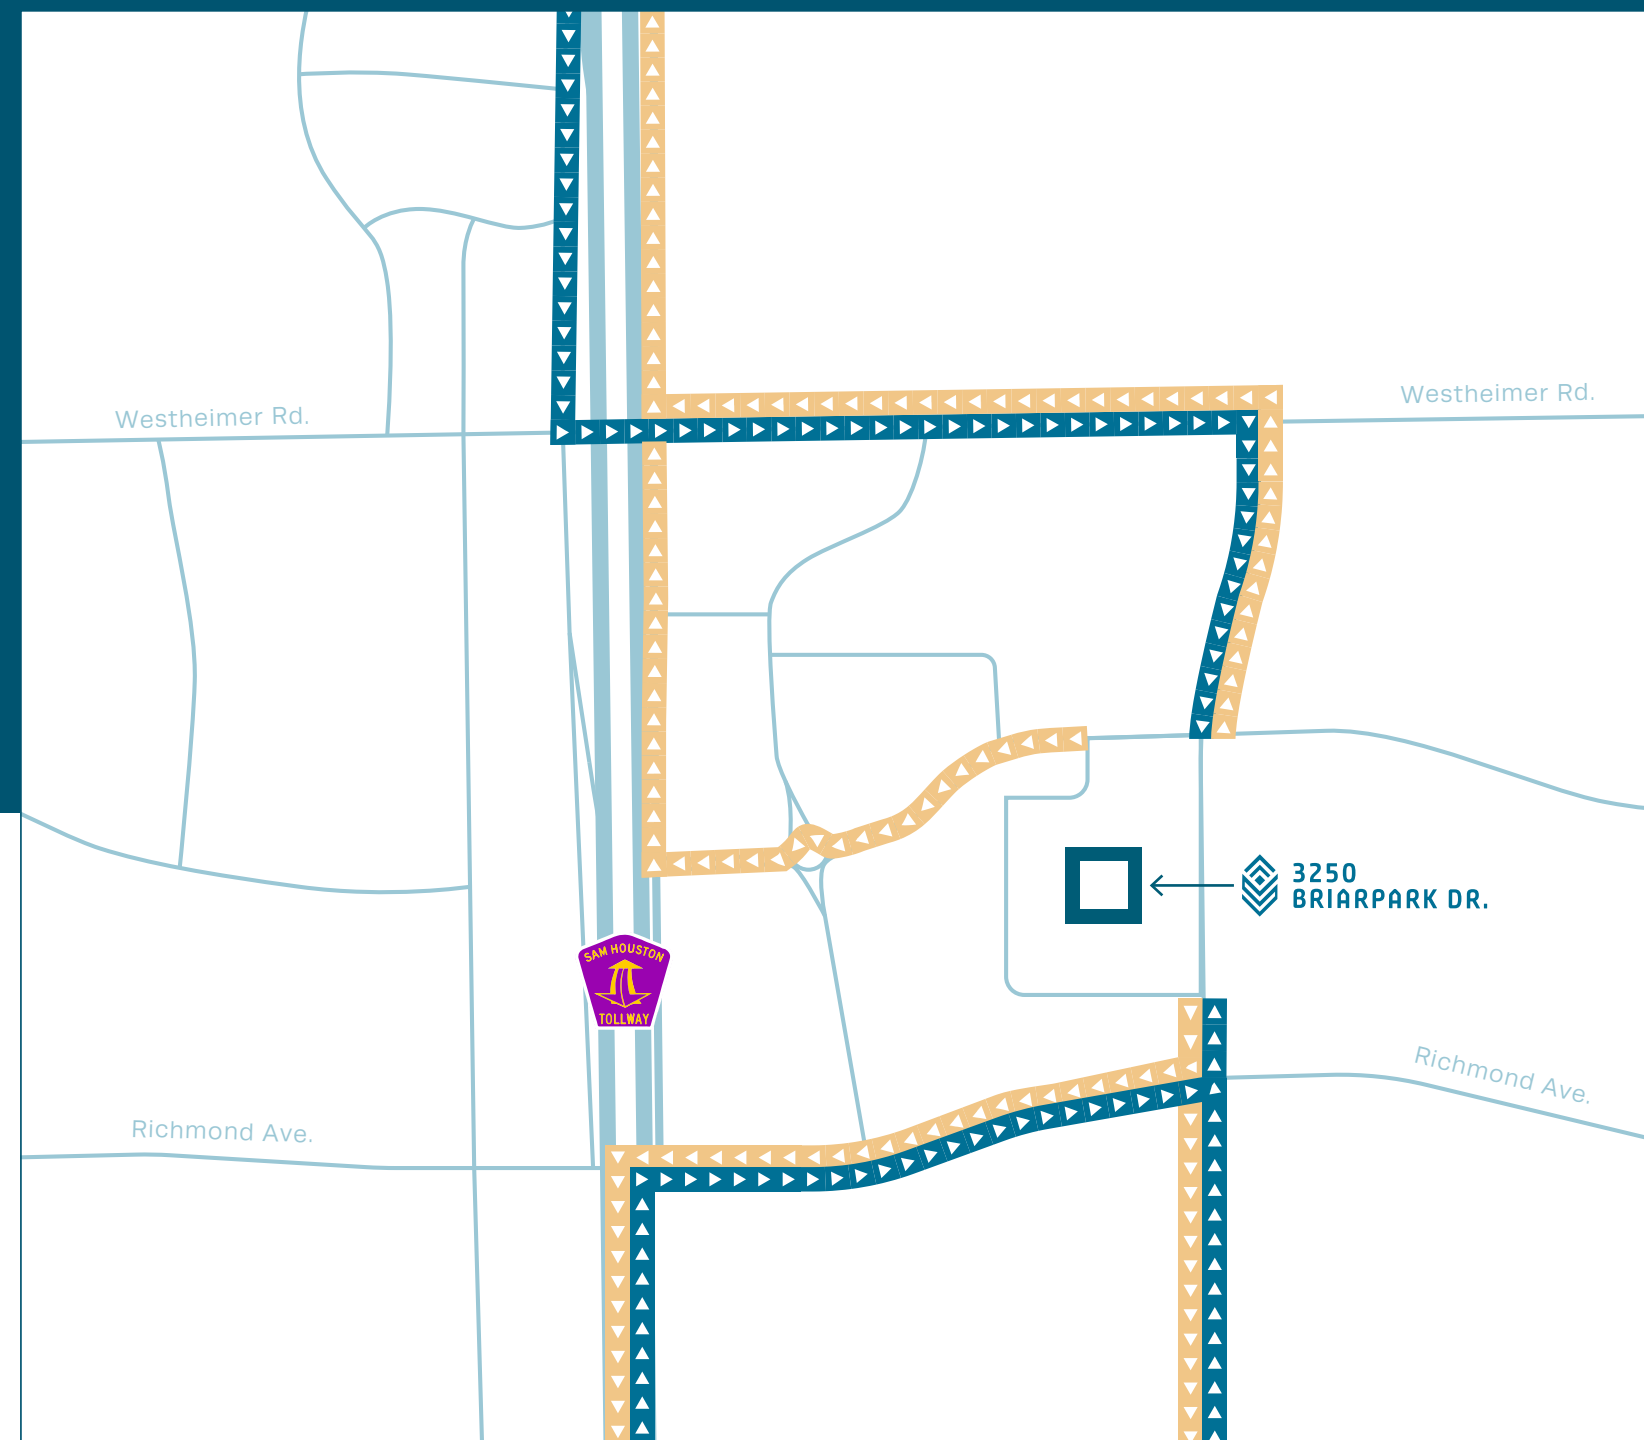 Westheimer Rd.
Westheimer Rd.
3250
BRIARPARK DR.
SAM HOUSTON
TOLLWAY
Richmond Ave.
Richmond Ave.